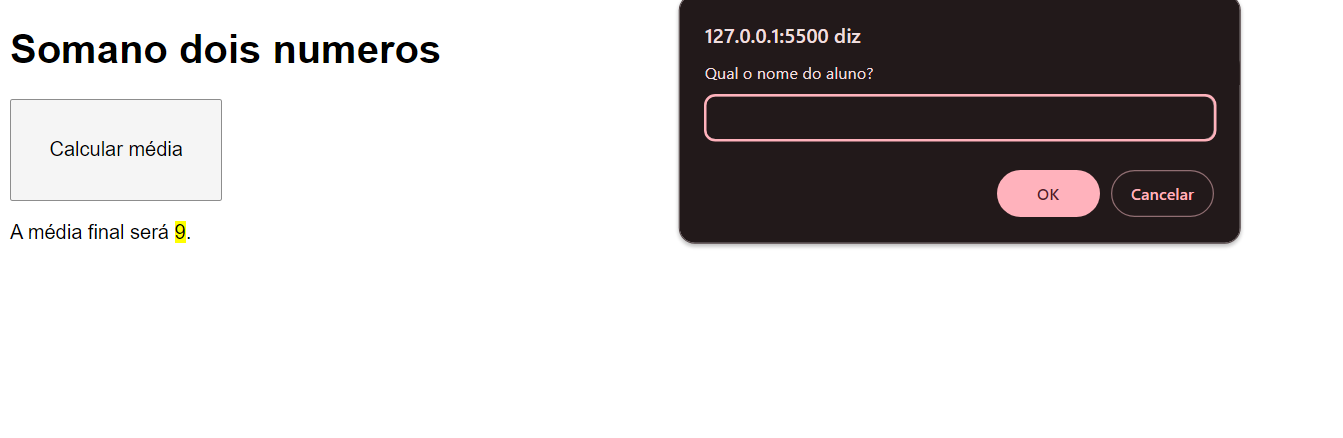 Somano dois numeros
Calcular média
A média final será 9.
127.0.0.1:5500 diz
Qual o nome do aluno?
OK
Cancelar